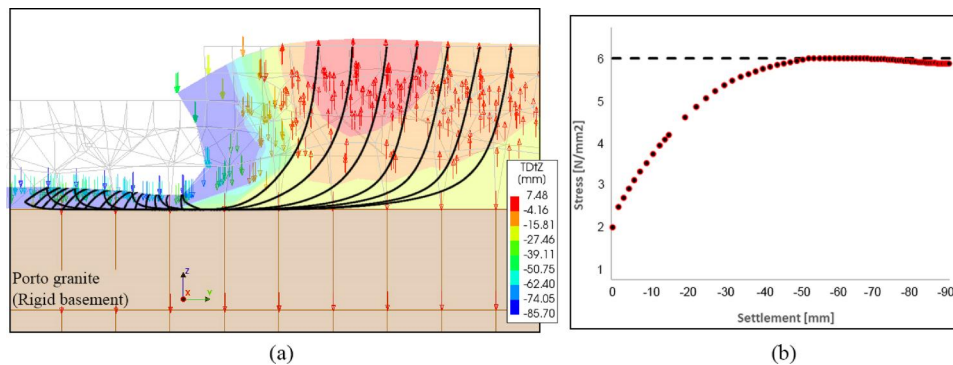 TDtZ
(mm)
7.48
-4.16
-15.81
-27.46
-39.11
-50.75
-62.40
-74.05
-85.70
Porto granite
(Rigid basement)
Z
X
Y
(a)
Stress [N/mm2]
6
5
4
3
2
1
0 -10 -20 -30 -40 -50 -60 -70 -80 -90
Settlement [mm]
(b)